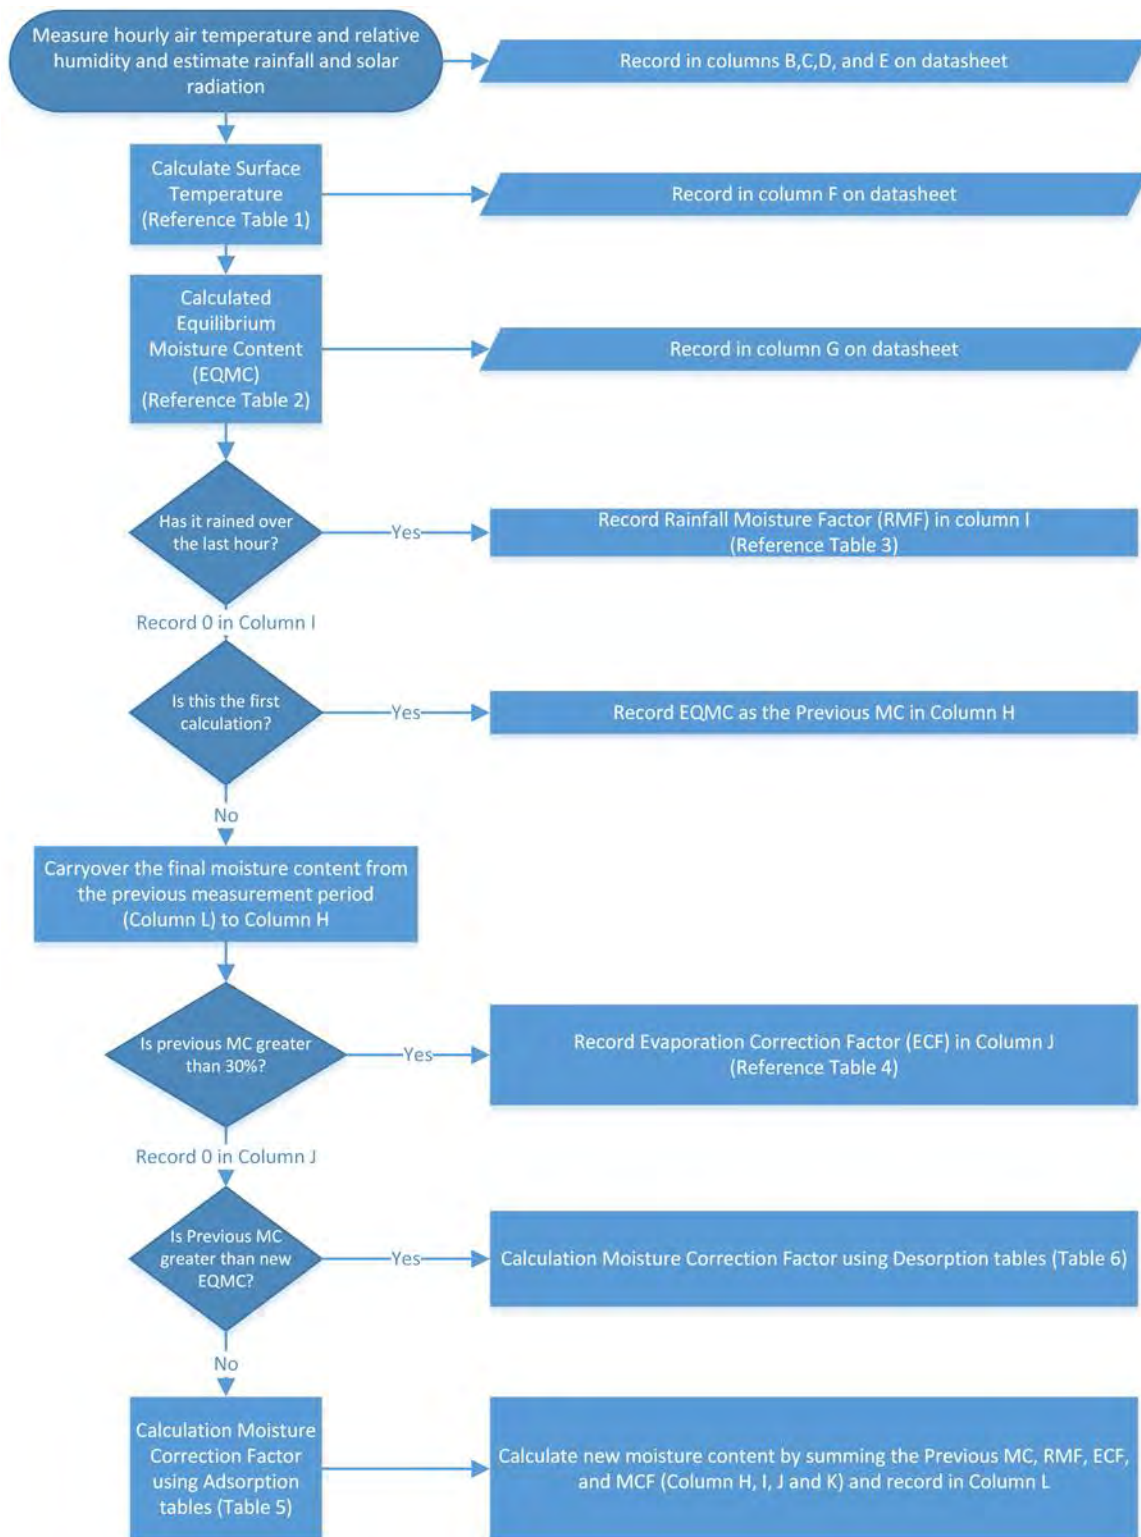 Measure hourly air temperature and relative
humidity and estimate rainfall and solar
radiation
Record in columns B,C,D, and E on datasheet
Calculate Surface
Temperature
(Reference Table 1)
Record in column F on datasheet
Calculated
Equilibrium
Moisture Content
(EQMC)
(Reference Table 2)
Record in column G on datasheet
Has it rained over
the last hour?
Yes
Record Rainfall Moisture Factor (RMF) in column I
(Reference Table 3)
Record 0 in Column I
Is this the first
calculation?
Yes
Record EQMC as the Previous MC in Column H
No
Carryover the final moisture content from
the previous measurement period
(Column L) to Column H
Is previous MC greater
than 30%?
Yes
Record Evaporation Correction Factor (ECF) in Column J
(Reference Table 4)
Record 0 in Column J
Is Previous MC
greater than new
EQMC?
Yes
Calculation Moisture Correction Factor using Desorption tables (Table 6)
No
Calculation Moisture
Correction Factor
using Adsorption
tables (Table 5)
Calculate new moisture content by summing the Previous MC, RMF, ECF,
and MCF (Column H, I, J and K) and record in Column L